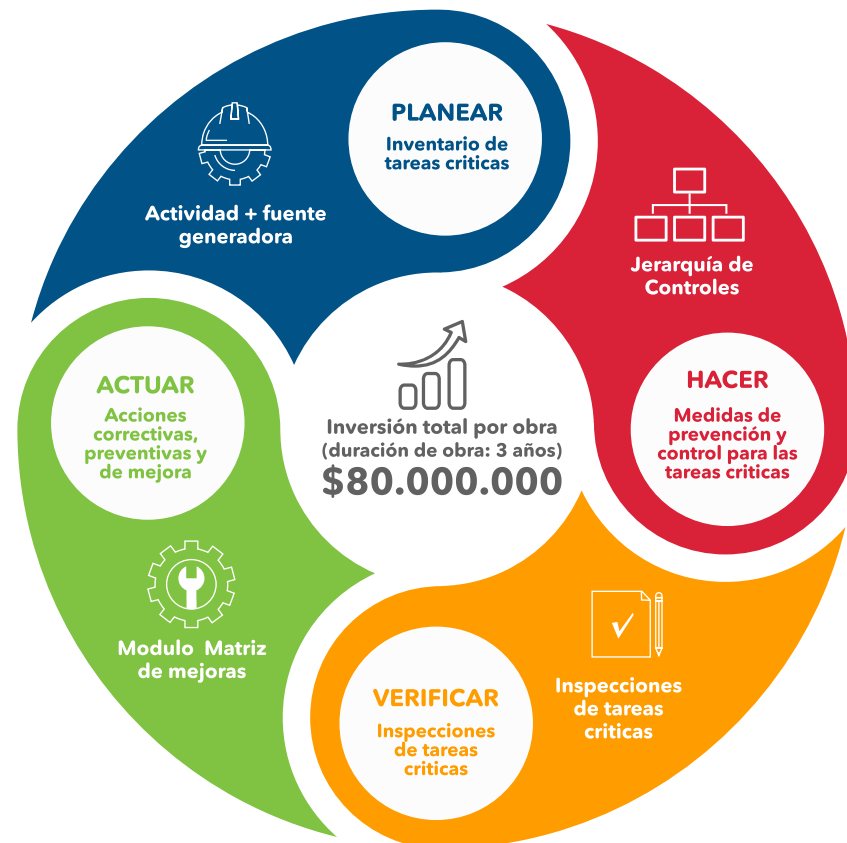 PLANEAR
Inventario de
tareas criticas
Actividad + fuente
generadora
Jerarquía de
Controles
HACER
Medidas de
prevención y
control para las
tareas criticas
ACTUAR
Acciones
correctivas,
preventivas y
de mejora
Inversión total por obra
(duración de obra: 3 años)
$80.000.000
Modulo Matriz
de mejoras
VERIFICAR
Inspecciones
de tareas
criticas
Inspecciones
de tareas
criticas